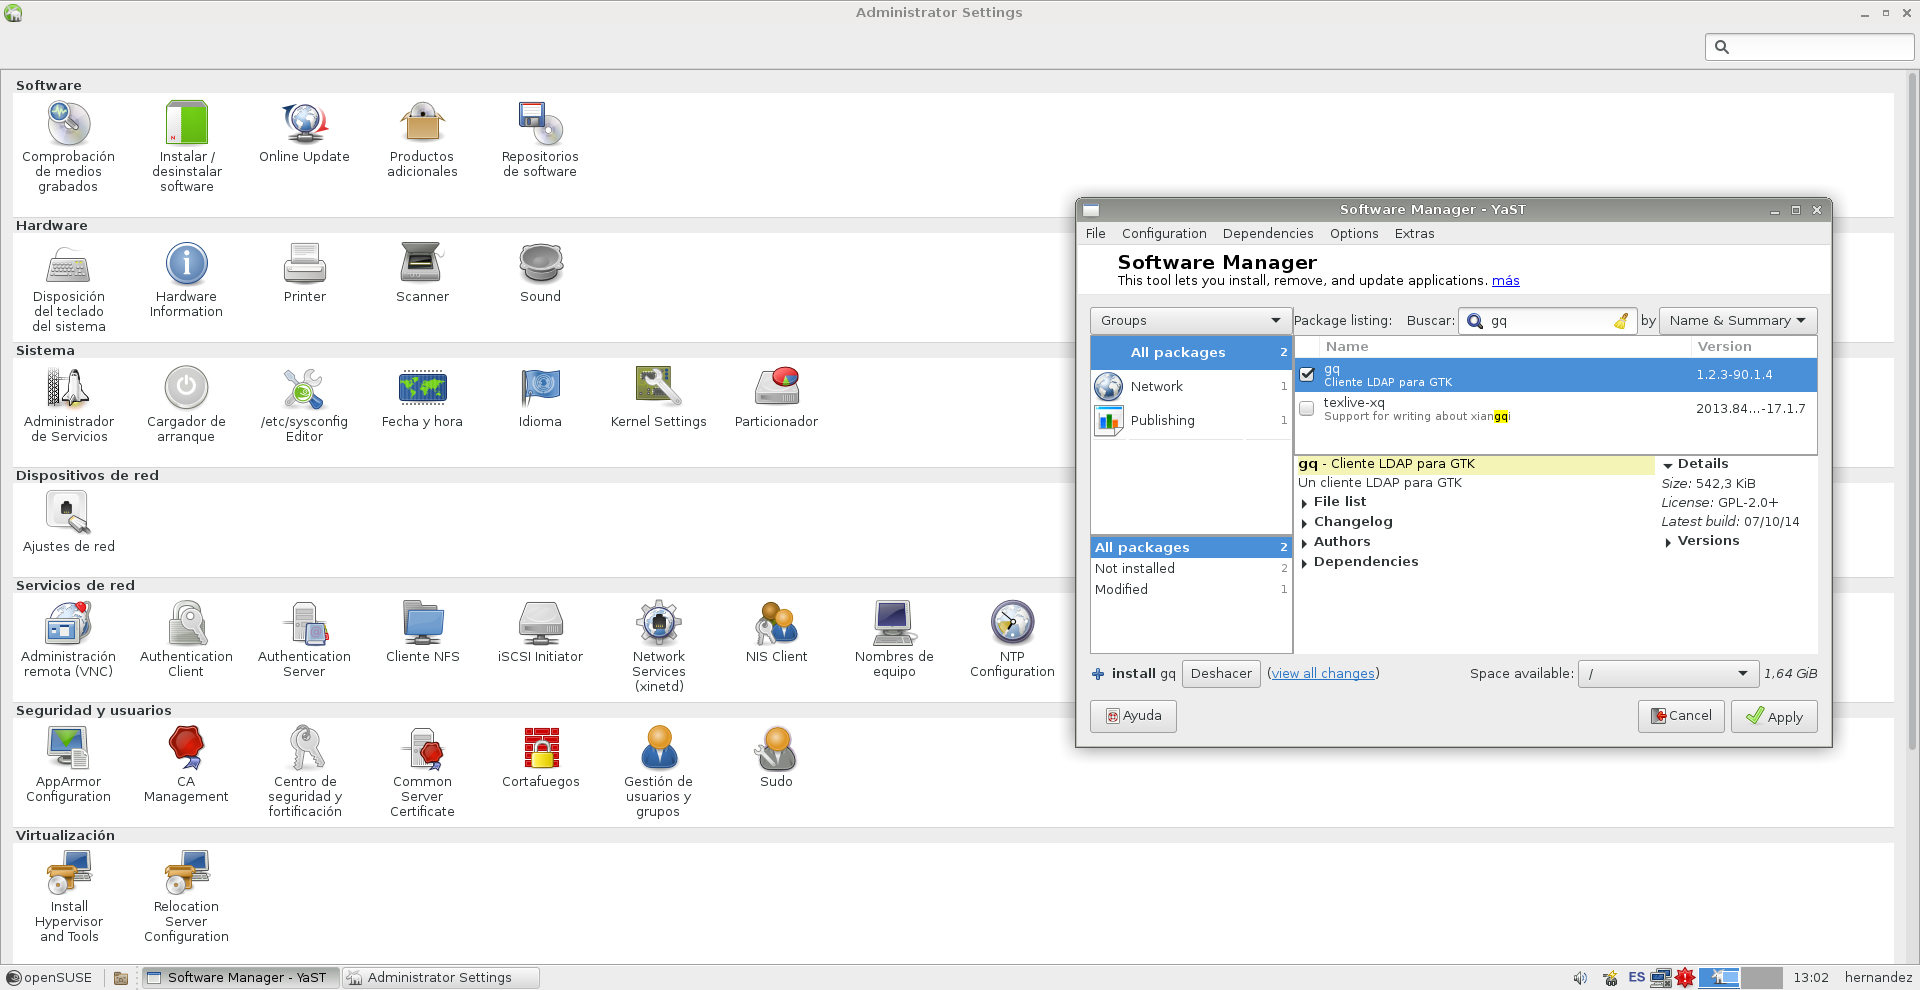 Administrator Settings
Software
Comprobación
de medios
grabados
Instalar /
desinstalar
software
Online Update
Productos
adicionales
Repositorios
de software
Hardware
Disposición
del teclado
del sistema
Hardware
Information
Printer
Scanner
Sound
Sistema
Administrador
de Servicios
Cargador de
arranque
/etc/sysconfig
Editor
Fecha y hora
Idioma
Kernel Settings
Particionador
Dispositivos de red
Ajustes de red
Servicios de red
Administración
remota (VNC)
Authentication
Client
Authentication
Server
Cliente NFS
iSCSI Initiator
Network
Services
(xinetd)
NIS Client
Nombres de
equipo
NTP
Configuration
Seguridad y usuarios
AppArmor
Configuration
CA
Management
Centro de
seguridad y
fortificación
Common
Server
Certificate
Cortafuegos
Gestión de
usuarios y
grupos
Sudo
Virtualización
Install
Hypervisor
and Tools
Relocation
Server
Configuration
Software Manager - YaST
File Configuration Dependencies Options Extras
Software Manager
This tool lets you install, remove, and update applications. más
Groups
Package listing: Buscar: gq by Name & Summary
All packages 2
Network 1
Publishing 1
Name Version
gq
Cliente LDAP para GTK
1.2.3-90.1.4
texlive-xq
Support for writing about xiangqi
2013.84...-17.1.7
All packages 2
Not installed 2
Modified 1
gq - Cliente LDAP para GTK
Un cliente LDAP para GTK
File list
Changelog
Authors
Dependencies
Details
Size: 542,3 KiB
License: GPL-2.0+
Latest build: 07/10/14
Versions
install gq Deshacer (view all changes) Space available: / 1,64 GiB
Ayuda Cancel Apply
openSUSE Software Manager - YaST Administrator Settings ES 13:02 hernandez